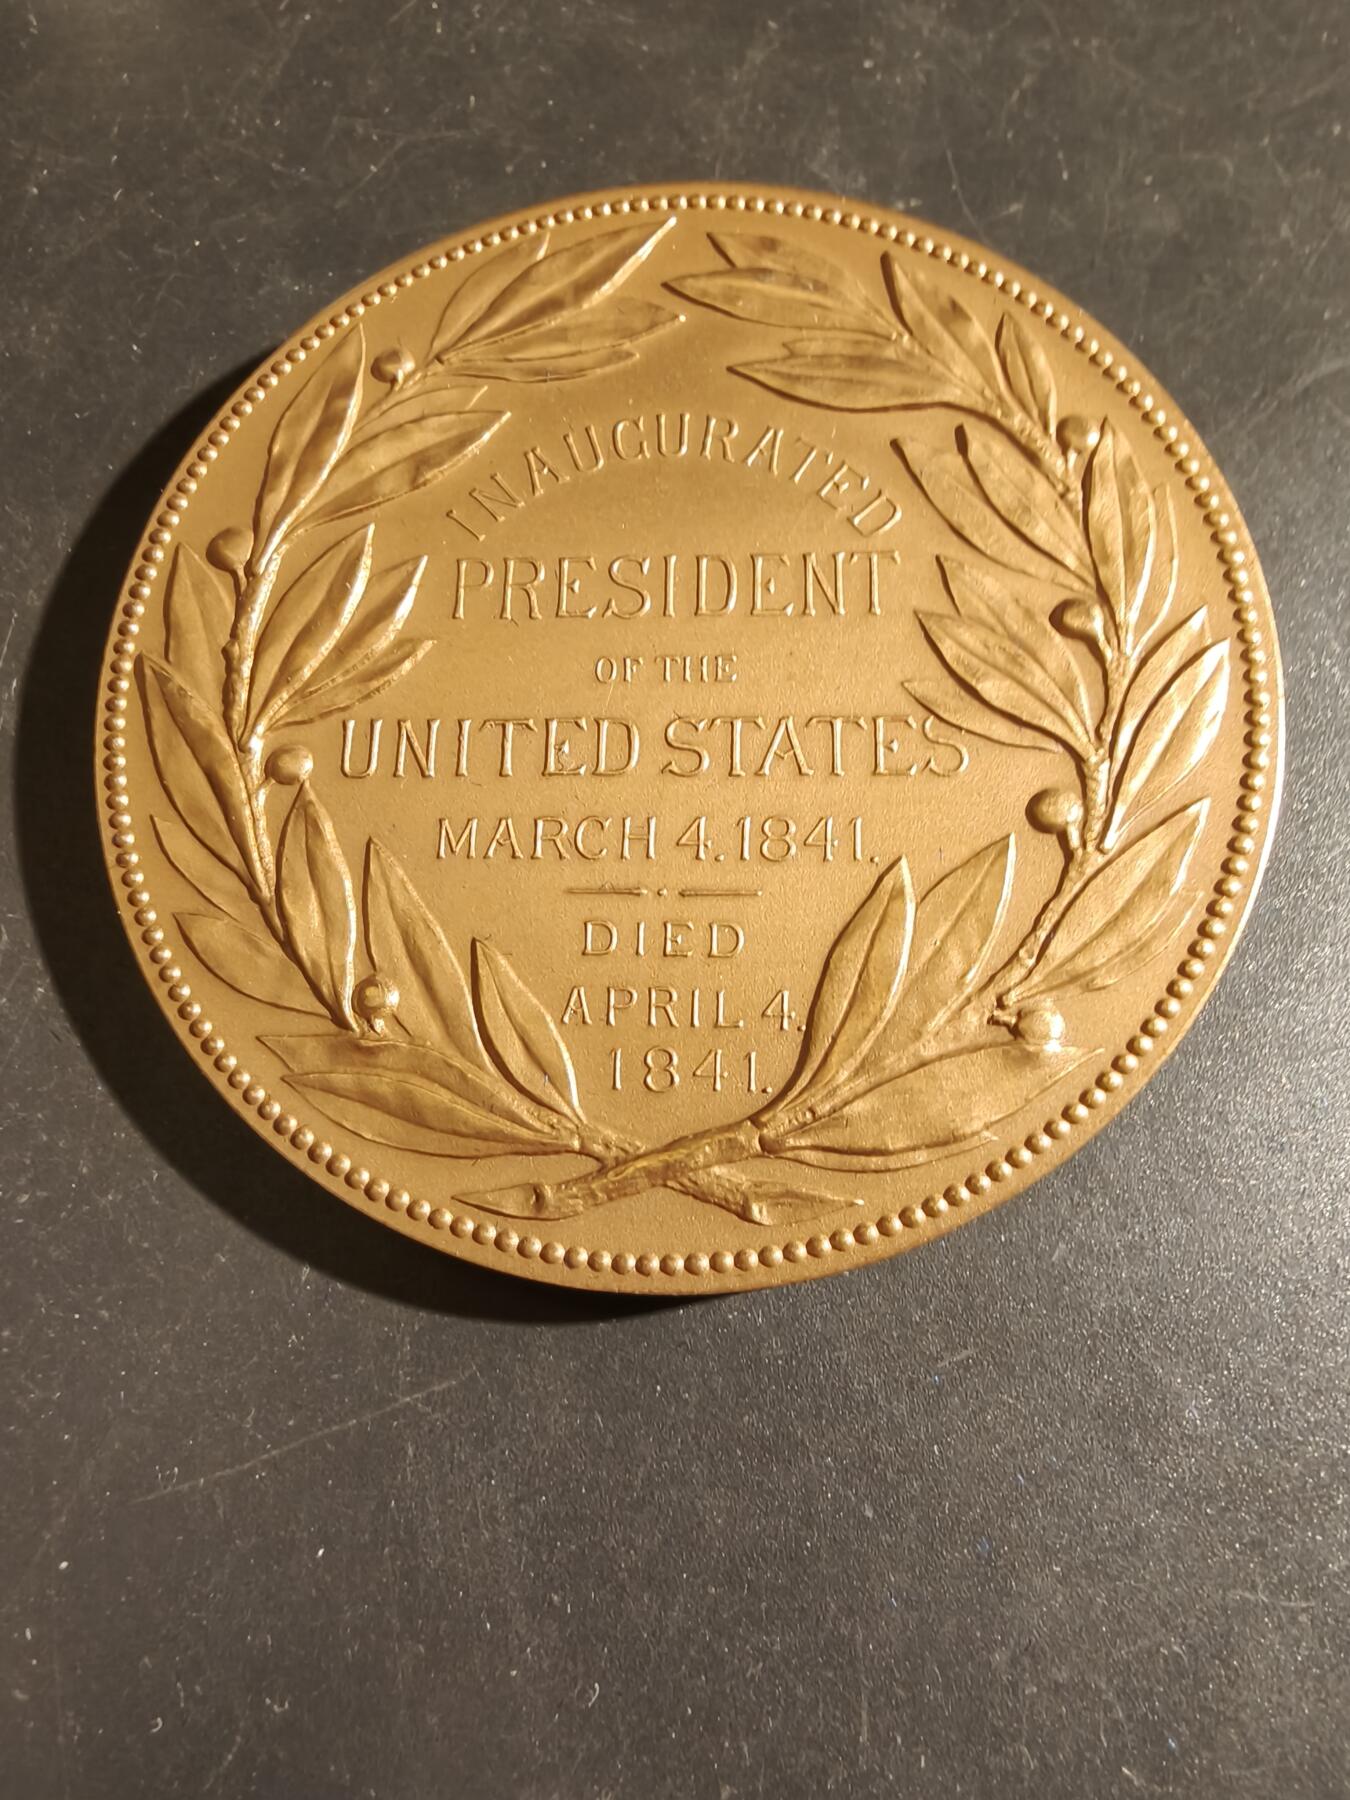 INAUGURATED
PRESIDENT
OF THE
UNITED STATES
MARCH 4.1841.
DIED
APRIL 4.
1841.